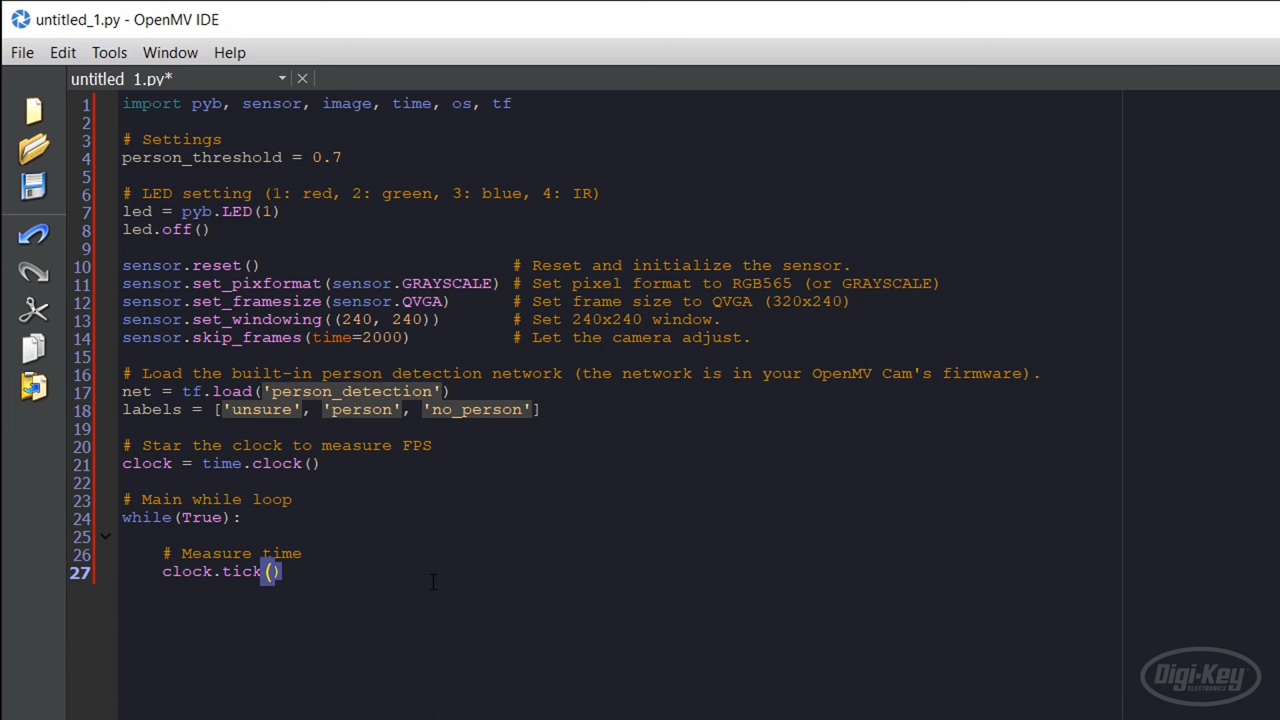 untitled_1.py - OpenMV IDE
File Edit Tools Window Help
untitled_1.py*
1 import pyb, sensor, image, time, os, tf
2
3 # Settings
4 person_threshold = 0.7
5
6 # LED setting (1: red, 2: green, 3: blue, 4: IR)
7 led = pyb.LED(1)
8 led.off()
9
10 sensor.reset() # Reset and initialize the sensor.
11 sensor.set_pixformat(sensor.GRAYSCALE) # Set pixel format to RGB565 (or GRAYSCALE)
12 sensor.set_framesize(sensor.QVGA) # Set frame size to QVGA (320x240)
13 sensor.set_windowing((240, 240)) # Set 240x240 window.
14 sensor.skip_frames(time=2000) # Let the camera adjust.
15
16 # Load the built-in person detection network (the network is in your OpenMV Cam's firmware).
17 net = tf.load('person_detection')
18 labels = ['unsure', 'person', 'no_person']
19
20 # Star the clock to measure FPS
21 clock = time.clock()
22
23 # Main while loop
24 while(True):
25
26 # Measure time
27 clock.tick()
Digi-Key
ELECTRONICS